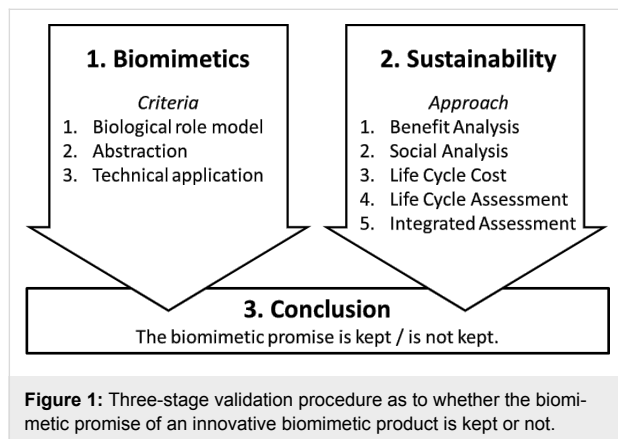 1. Biomimetics
Criteria
1. Biological role model
2. Abstraction
3. Technical application
2. Sustainability
Approach
1. Benefit Analysis
2. Social Analysis
3. Life Cycle Cost
4. Life Cycle Assessment
5. Integrated Assessment
3. Conclusion
The biomimetic promise is kept / is not kept.
Figure 1: Three-stage validation procedure as to whether the biomi-
metic promise of an innovative biomimetic product is kept or not.